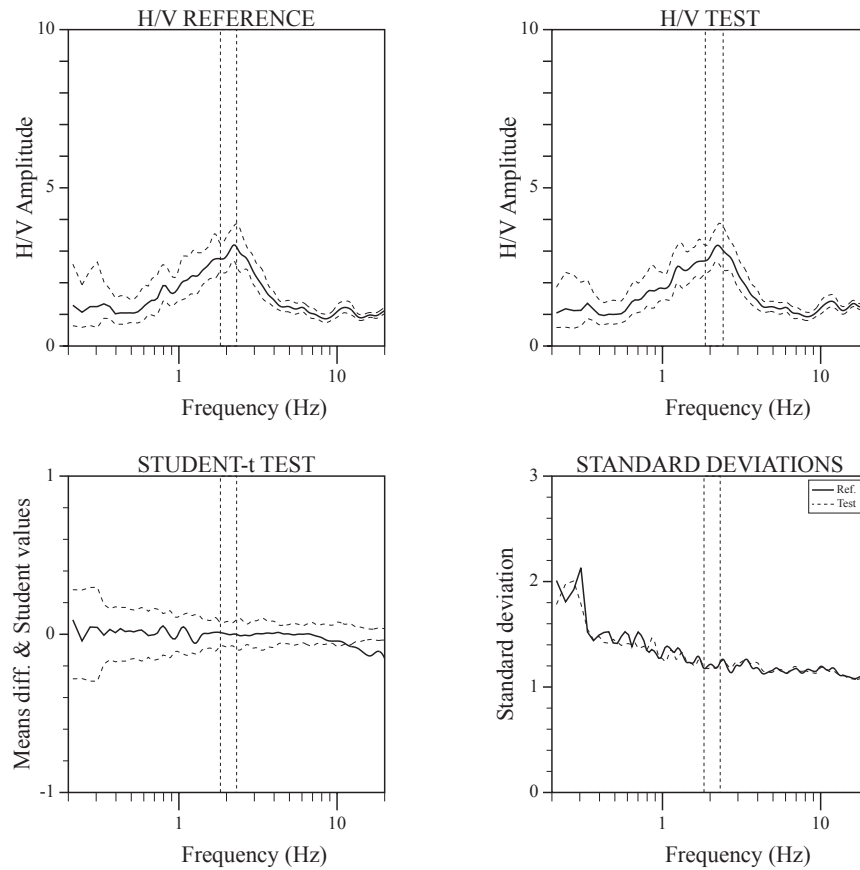 H/V REFERENCE
10
5
0
H/V Amplitude
1
10
Frequency (Hz)
H/V TEST
10
5
0
H/V Amplitude
1
10
Frequency (Hz)
STUDENT-t TEST
1
0
-1
Means diff. & Student values
1
10
Frequency (Hz)
STANDARD DEVIATIONS
3
2
1
0
Standard deviation
Ref.
Test
1
10
Frequency (Hz)